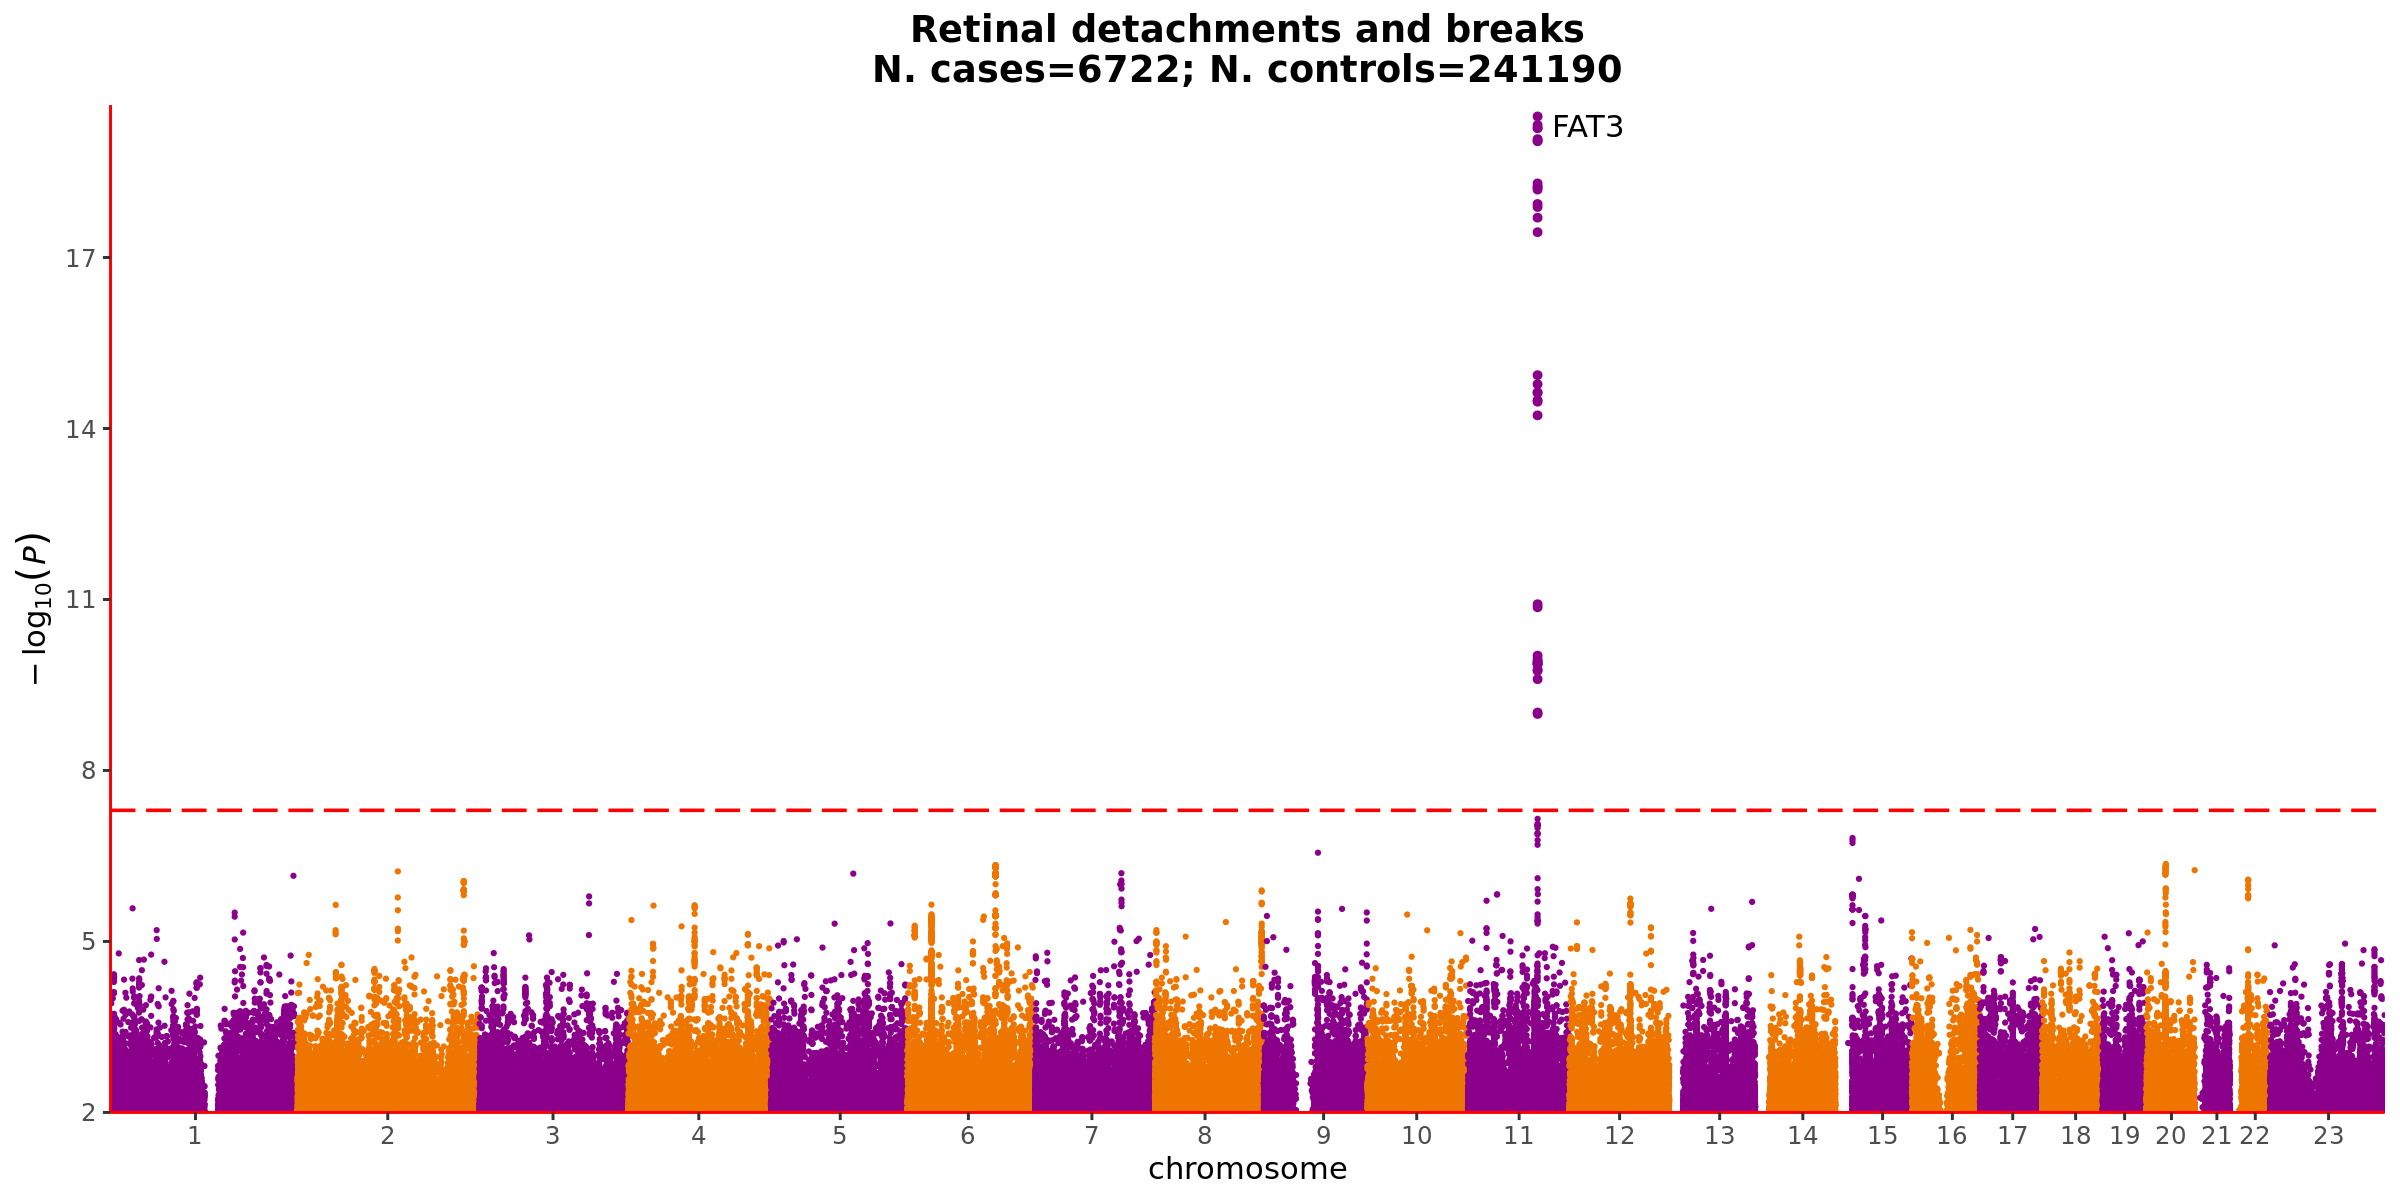 Retinal detachments and breaks
N. cases=6722; N. controls=241190
FAT3
17
14
11
8
5
2
−log10(P)
1 2 3 4 5 6 7 8 9 10 11 12 13 14 15 16 17 18 19 20 21 22 23
chromosome